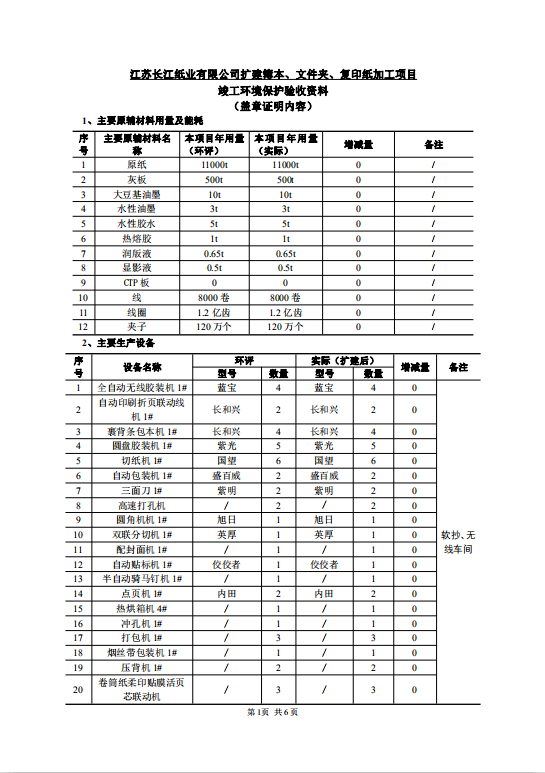 江苏长江纸业有限公司扩建簿本、文件夹、复印纸加工项目
竣工环境保护验收资料
（盖章证明内容）
1、主要原辅材料用量及能耗
序号 主要原辅材料名称 本项目年用量（环评） 本项目年用量（实际） 增减量 备注
1 原纸 11000t 11000t 0 /
2 灰板 500t 500t 0 /
3 大豆基油墨 10t 10t 0 /
4 水性油墨 3t 3t 0 /
5 水性胶水 5t 5t 0 /
6 热熔胶 1t 1t 0 /
7 润版液 0.65t 0.65t 0 /
8 显影液 0.5t 0.5t 0 /
9 CTP 板 0 0 0 /
10 线 8000 卷 8000 卷 0 /
11 线圈 1.2 亿齿 1.2 亿齿 0 /
12 夹子 120 万个 120 万个 0 /
2、主要生产设备
序号 设备名称 环评 实际（扩建后） 增减量 备注
型号 数量 型号 数量
1 全自动无线胶装机 1# 蓝宝 4 蓝宝 4 0
2 自动印刷折页联动线机 1# 长和兴 2 长和兴 2 0
3 裹背条包本机 1# 长和兴 4 长和兴 4 0
4 圆盘胶装机 1# 紫光 5 紫光 5 0
5 切纸机 1# 国望 6 国望 6 0
6 自动包装机 1# 盛百威 2 盛百威 2 0
7 三面刀 1# 紫明 2 紫明 2 0
8 高速打孔机 / 2 / 2 0
9 圆角机机 1# 旭日 1 旭日 1 0
10 双联分切机 1# 英厚 1 英厚 1 0
软抄、无线车间
11 配封面机 1# / 1 / 1 0
12 自动贴标机 1# 佼佼者 1 佼佼者 1 0
13 半自动骑马钉机 1# / 1 / 1 0
14 点页机 1# 内田 2 内田 2 0
15 热烘箱机 4# / 1 / 1 0
16 冲孔机 1# / 1 / 1 0
17 打包机 1# / 3 / 3 0
18 烟丝带包装机 1# / 1 / 1 0
19 压背机 1# / 2 / 2 0
20 卷筒纸柔印贴膜活页芯联动机 / 3 / 3 0
第 1页 共 6 页